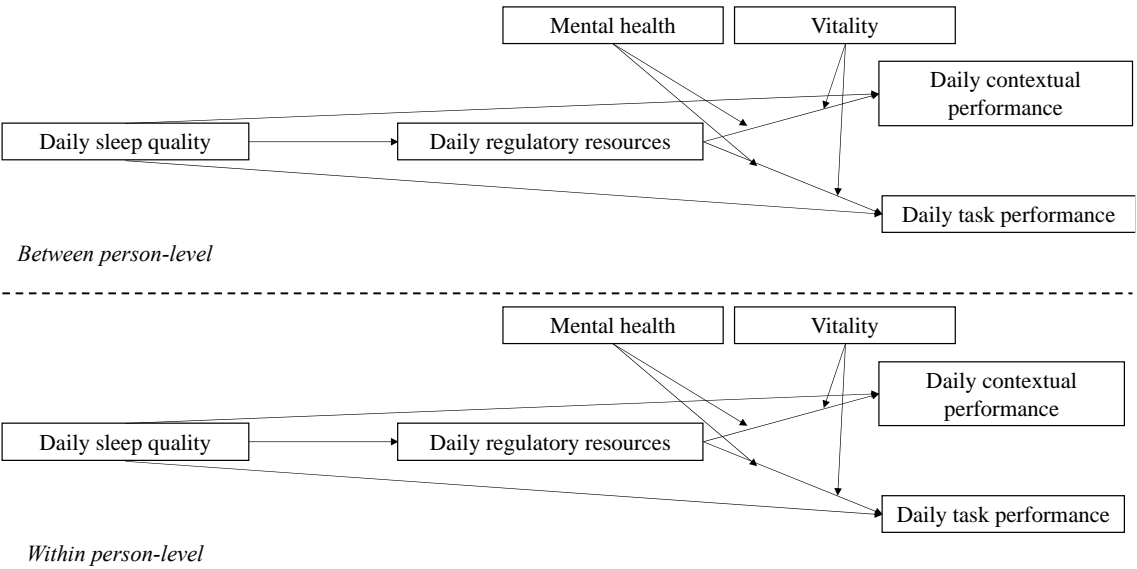 Mental health
Vitality
Daily contextual
performance
Daily sleep quality
Daily regulatory resources
Daily task performance
Between person-level
Mental health
Vitality
Daily contextual
performance
Daily sleep quality
Daily regulatory resources
Daily task performance
Within person-level